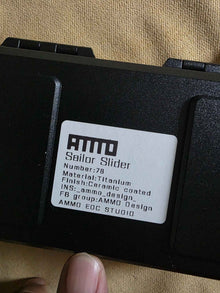 AMMO
Sailor Slider
Number:78
Material:Titanium
Finish:Ceramic coated
INS:_ammo_design_
FB group:AMMO Design
AMMO EDC STUDIO